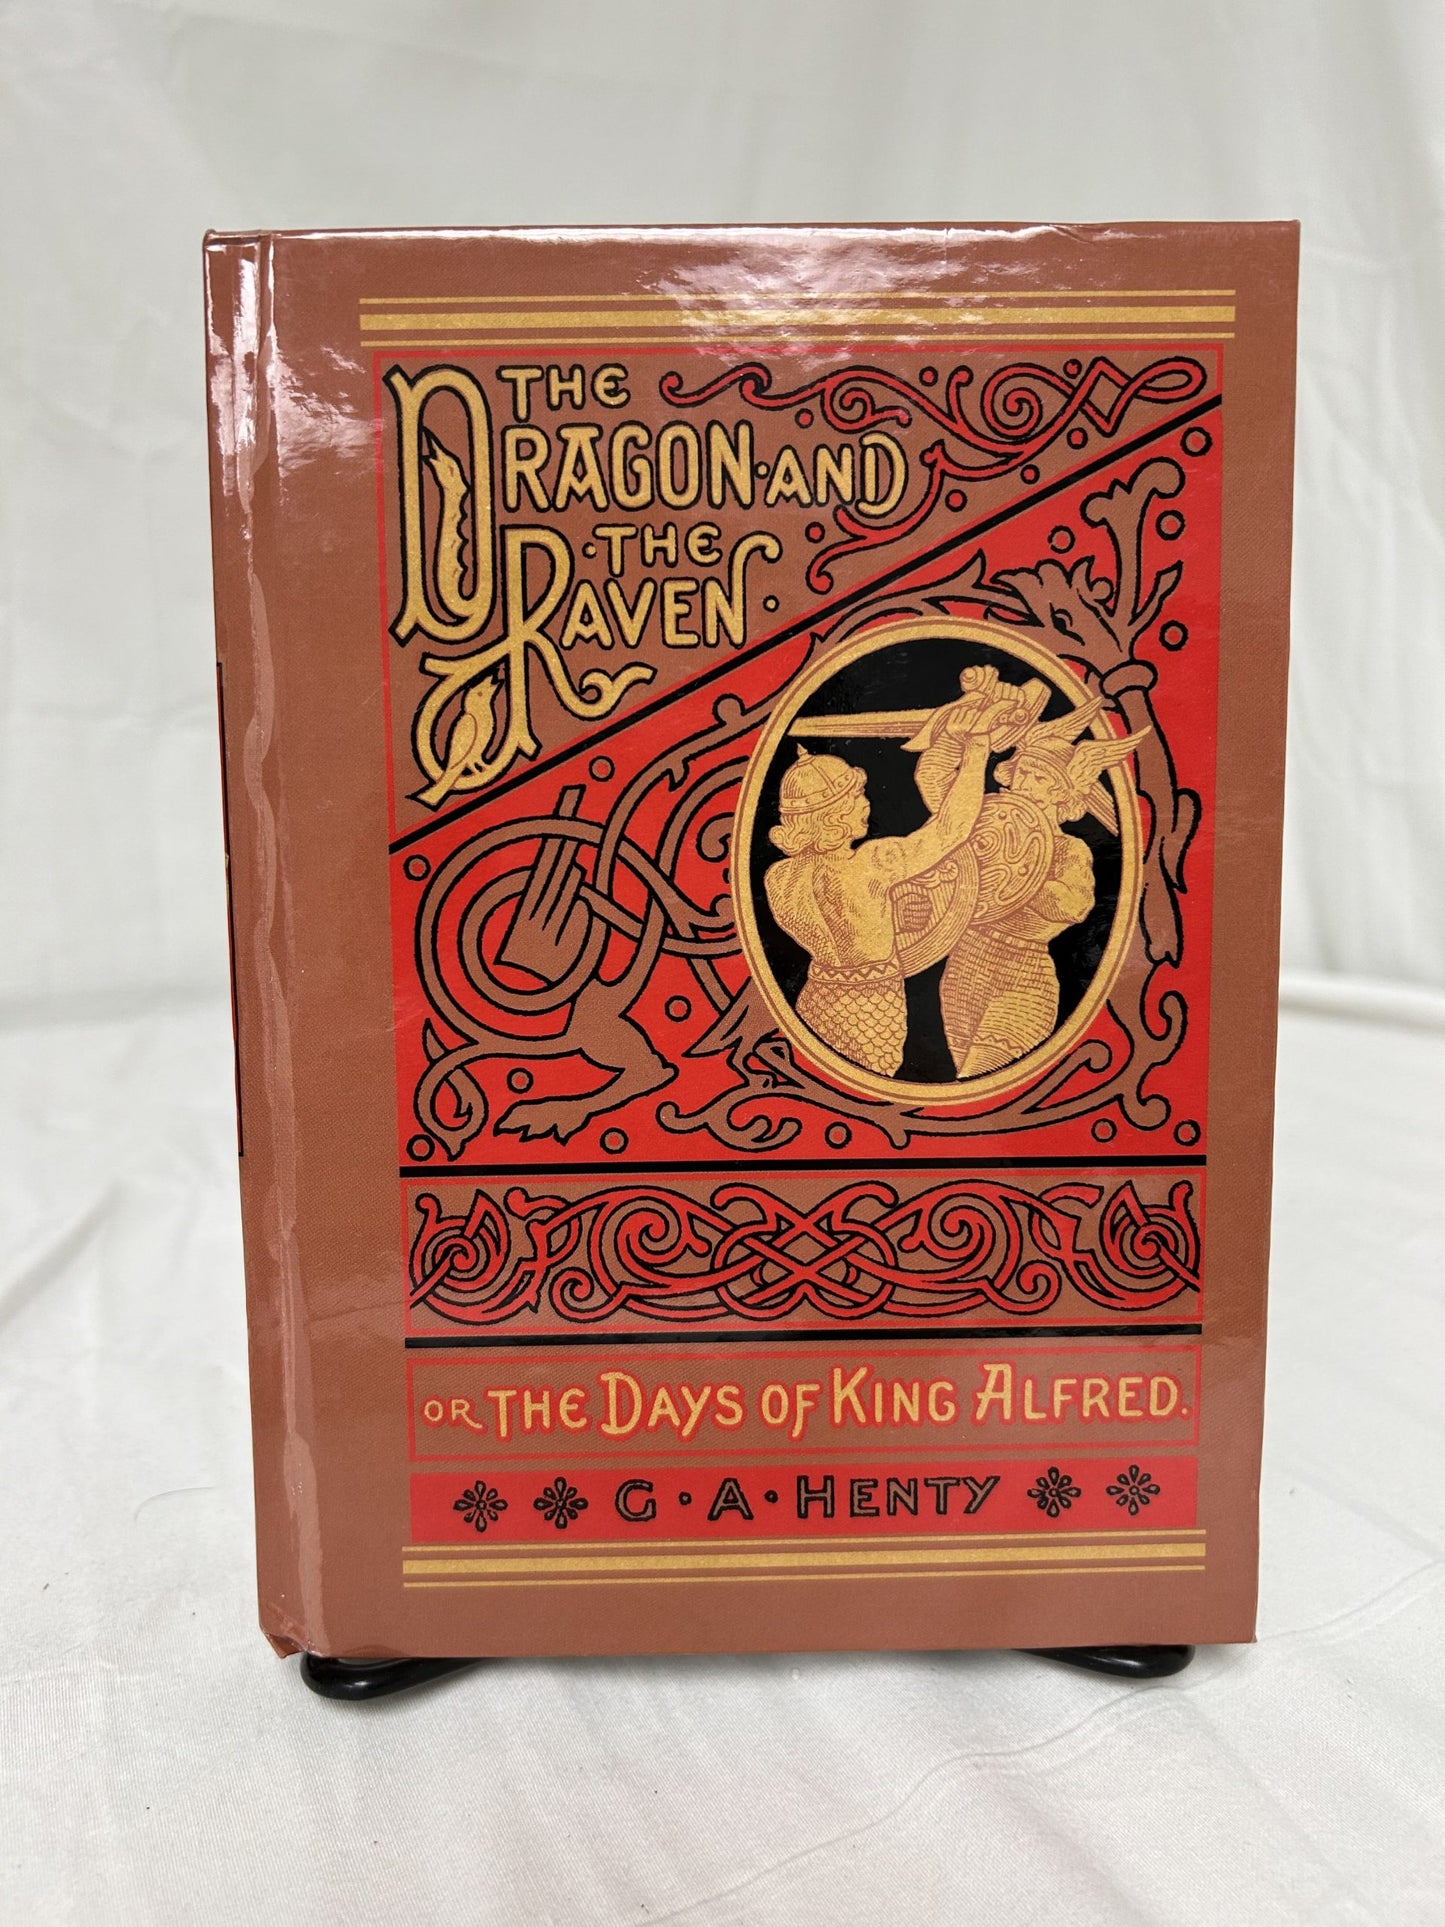 THE
DRAGON·AND
·THE
RAVEN·
OR THE DAYS OF KING ALFRED.
G·A·HENTY